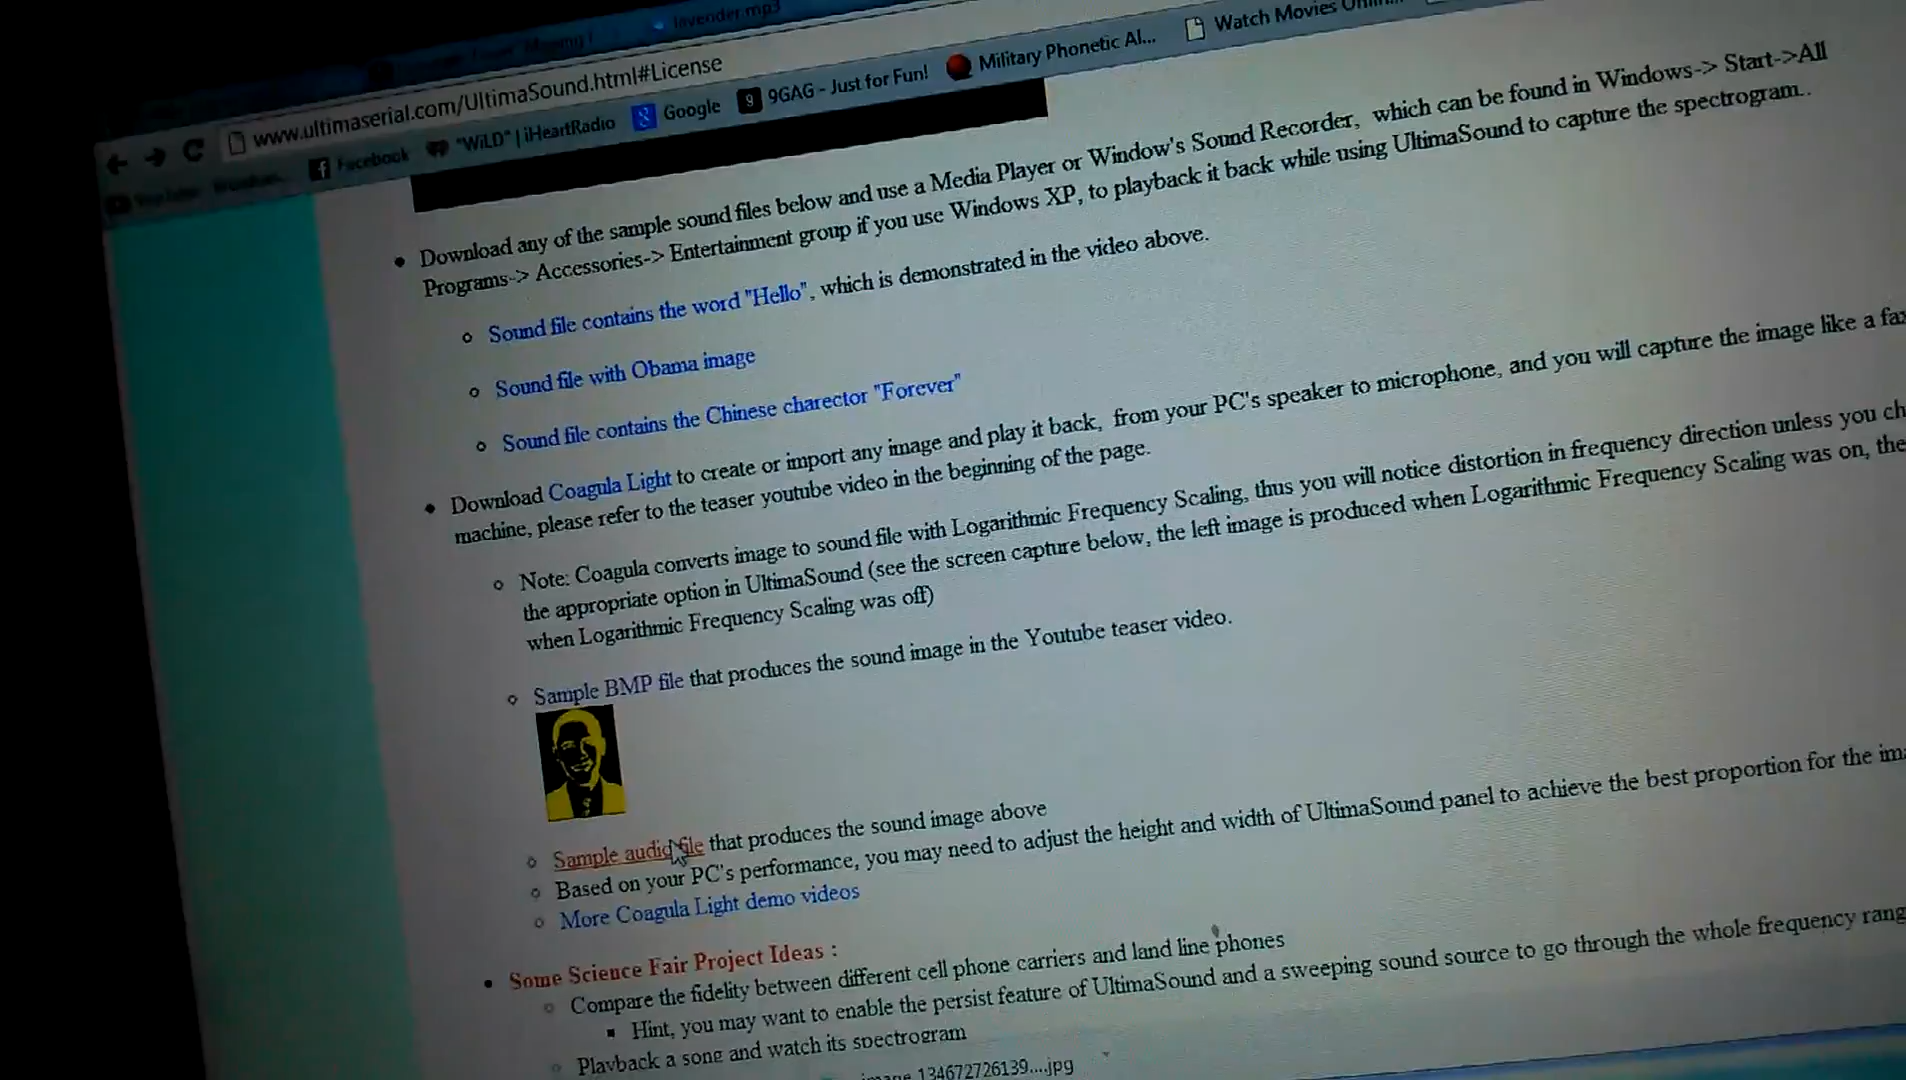 lavender.mp3
www.ultimaserial.com/UltimaSound.html#License
Facebook "WiLD" | iHeartRadio Google 9GAG - Just for Fun! Military Phonetic Al... Watch Movies
Download any of the sample sound files below and use a Media Player or Window's Sound Recorder, which can be found in Windows-> Start->All
Programs-> Accessories-> Entertainment group if you use Windows XP, to playback it back while using UltimaSound to capture the spectrogram..
Sound file contains the word "Hello", which is demonstrated in the video above.
Sound file with Obama image
Sound file contains the Chinese charector "Forever"
Download Coagula Light to create or import any image and play it back, from your PC's speaker to microphone, and you will capture the image like a fax
machine, please refer to the teaser youtube video in the beginning of the page.
Note: Coagula converts image to sound file with Logarithmic Frequency Scaling, thus you will notice distortion in frequency direction unless you ch
the appropriate option in UltimaSound (see the screen capture below, the left image is produced when Logarithmic Frequency Scaling was on, the
when Logarithmic Frequency Scaling was off)
Sample BMP file that produces the sound image in the Youtube teaser video.
Sample audio file that produces the sound image above
Based on your PC's performance, you may need to adjust the height and width of UltimaSound panel to achieve the best proportion for the ima
More Coagula Light demo videos
Some Science Fair Project Ideas :
Compare the fidelity between different cell phone carriers and land line phones
Hint, you may want to enable the persist feature of UltimaSound and a sweeping sound source to go through the whole frequency rang
Playback a song and watch its spectrogram
image 134672726139....jpg